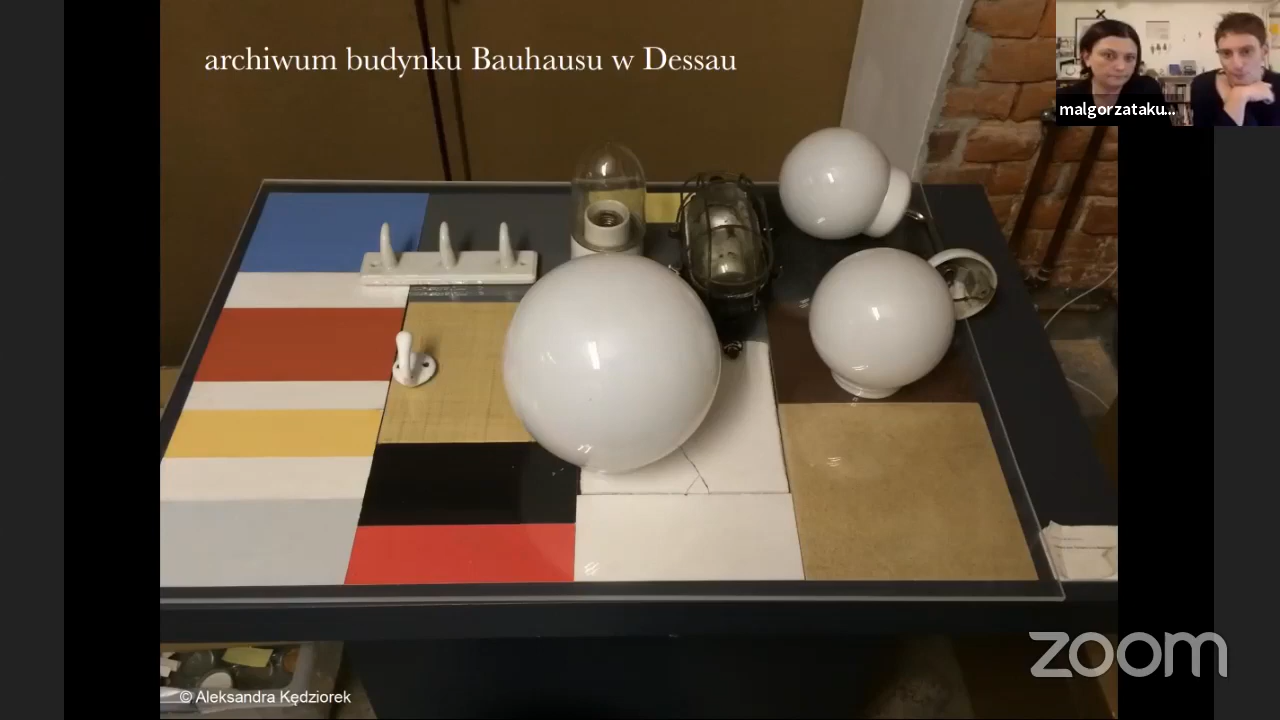 archiwum budynku Bauhausu w Dessau
malgorzataku...
zoom
© Aleksandra Kędziorek